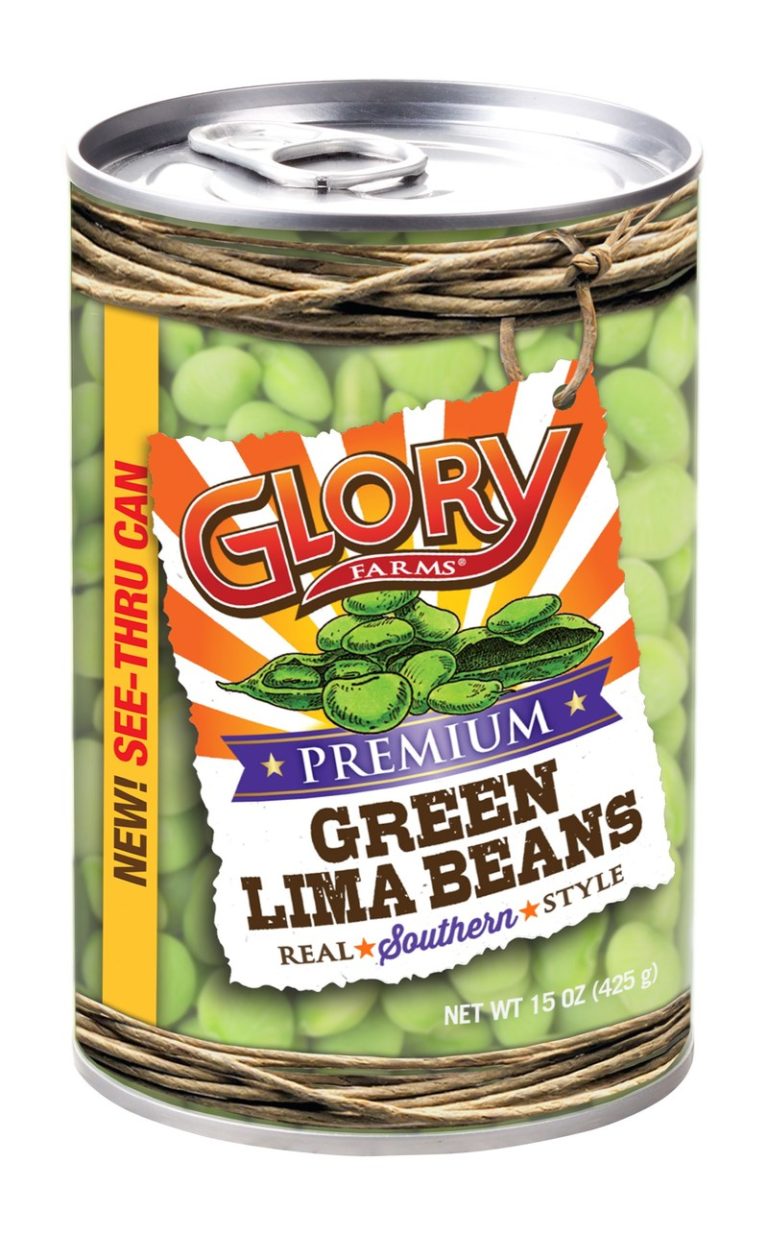 GLORY
FARMS®
PREMIUM
GREEN
LIMA BEANS
REAL★Southern★STYLE
NET WT 15 OZ (425 g)
NEW! SEE-THRU CAN